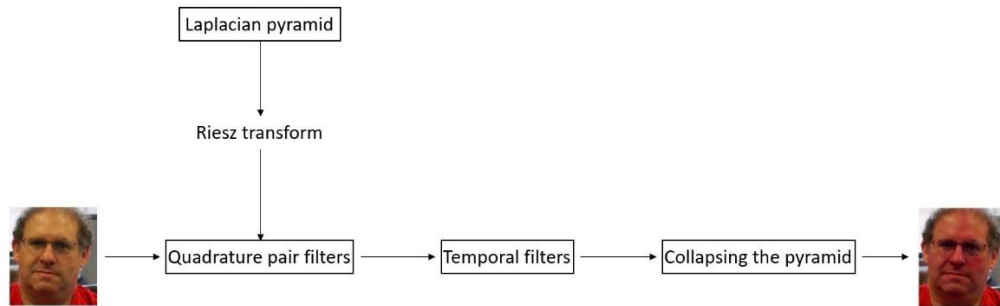 Laplacian pyramid
Riesz transform
Quadrature pair filters
Temporal filters
Collapsing the pyramid